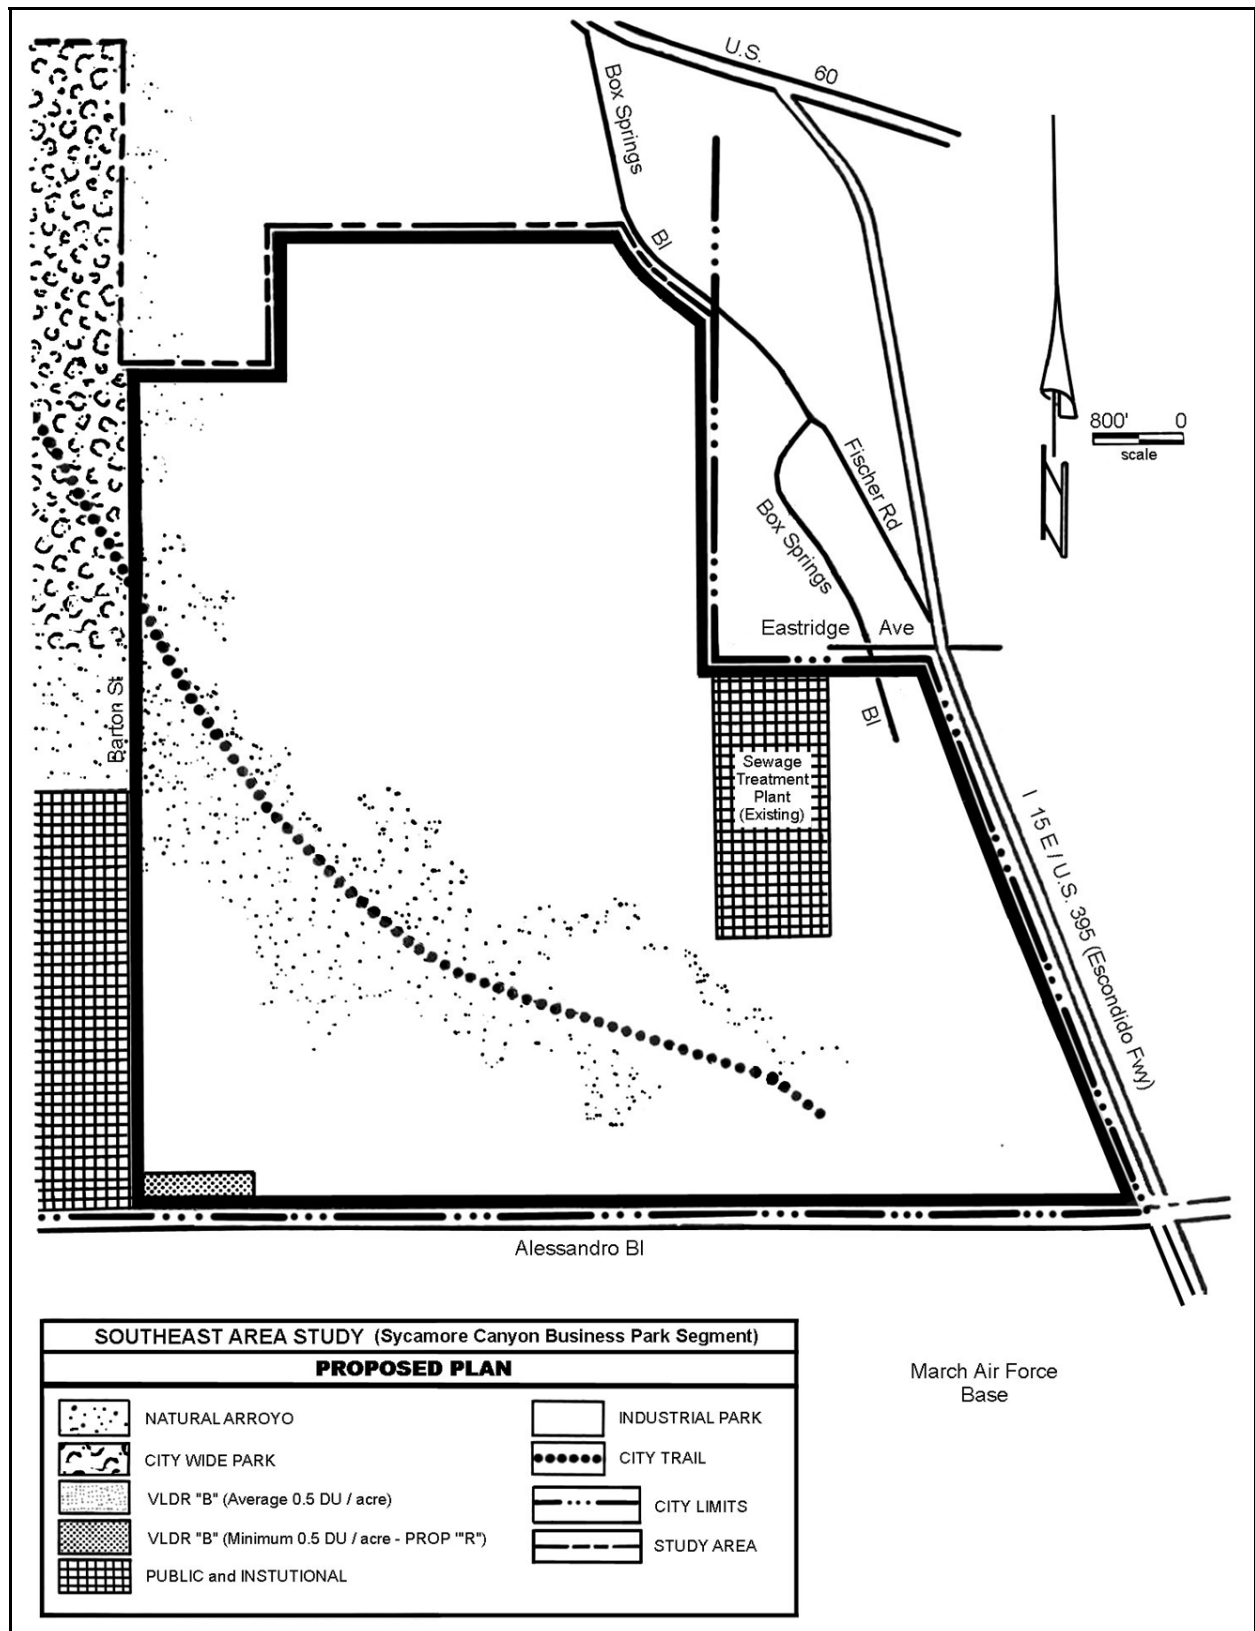 U.S. 60
Box Springs
Bl
800' 0
scale
Fischer Rd
Box Springs
Eastridge Ave
Barton St
Bl
Sewage
Treatment
Plant
(Existing)
I 15 E / U.S. 395 (Escondido Fwy)
Alessandro Bl
SOUTHEAST AREA STUDY (Sycamore Canyon Business Park Segment)
PROPOSED PLAN
NATURAL ARROYO
CITY WIDE PARK
VLDR "B" (Average 0.5 DU / acre)
VLDR "B" (Minimum 0.5 DU / acre - PROP '"R")
PUBLIC and INSTUTIONAL
INDUSTRIAL PARK
CITY TRAIL
CITY LIMITS
STUDY AREA
March Air Force
Base